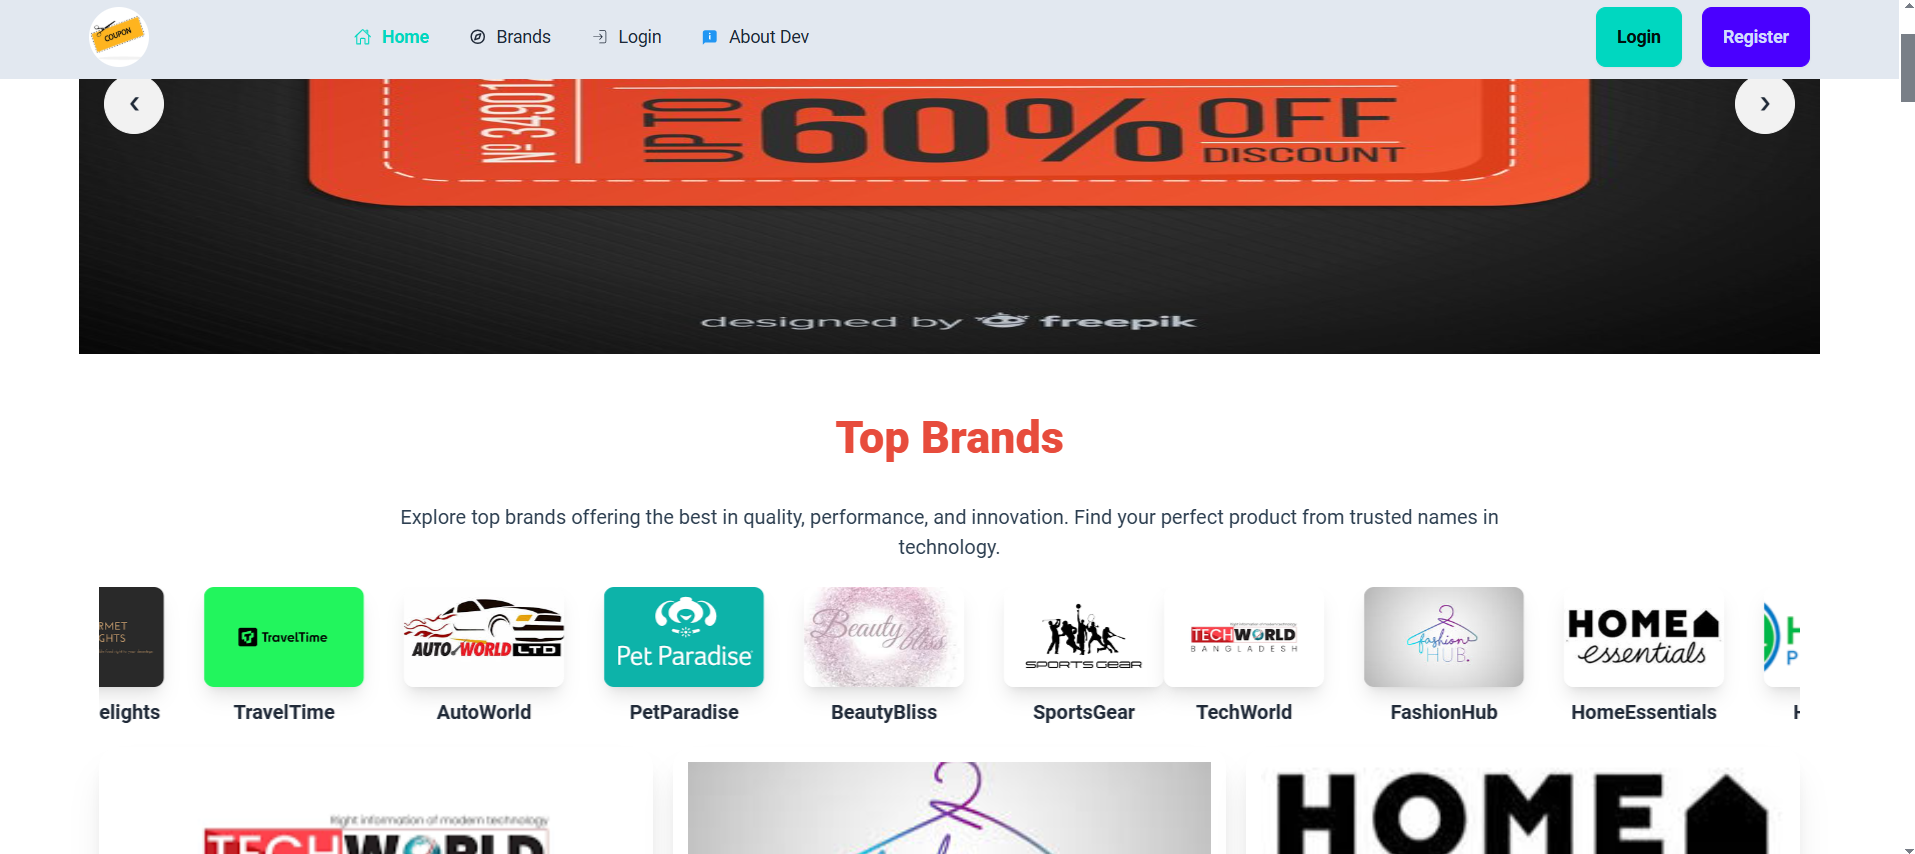 COUPON
Home
Brands
Login
About Dev
Login
Register
UP TO
60% OFF
DISCOUNT
designed by freepik
Top Brands
Explore top brands offering the best in quality, performance, and innovation. Find your perfect product from trusted names in
technology.
RMET
GHTS
TravelTime
AUTO WORLD LTD
Pet Paradise
Beauty
bliss
SPORTS GEAR
Right information of modern technology
TECHWORLD
BANGLADESH
fashion
HUB.
HOME
essentials
H
P
elights
TravelTime
AutoWorld
PetParadise
BeautyBliss
SportsGear
TechWorld
FashionHub
HomeEssentials
Right information of modern technology
TECHWORLD
HOME